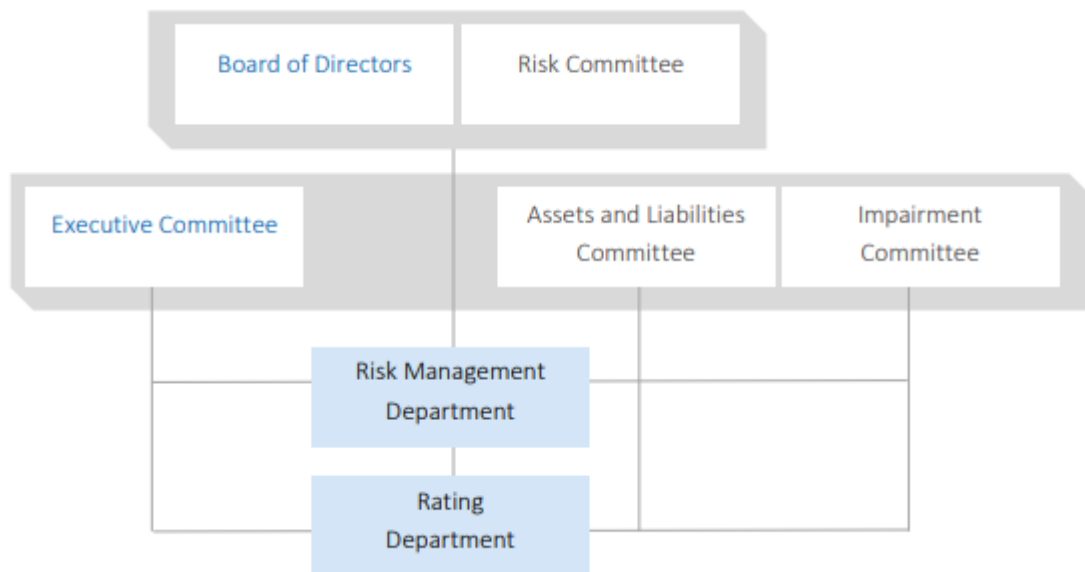 Board of Directors
Risk Committee
Executive Committee
Assets and Liabilities
Committee
Impairment
Committee
Risk Management
Department
Rating
Department